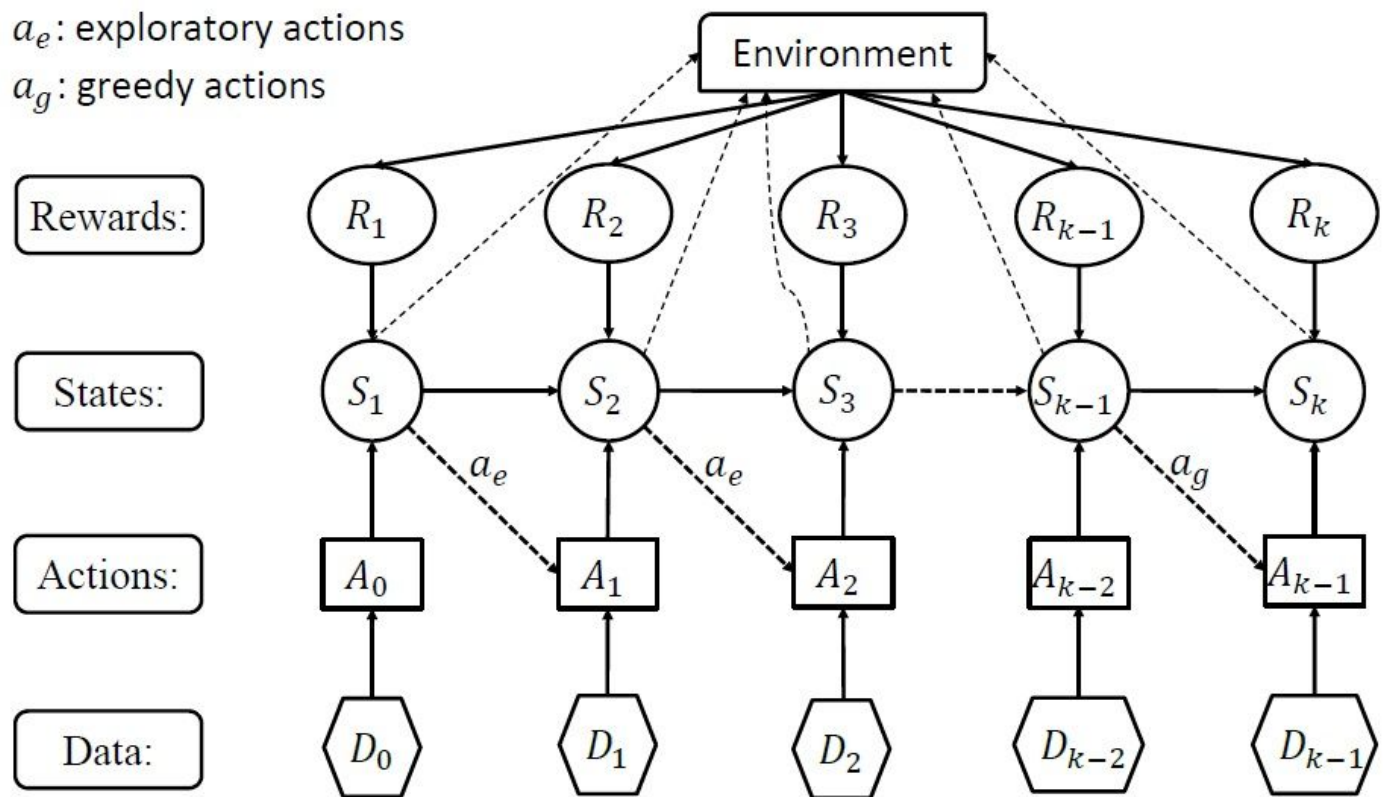 a_e: exploratory actions
a_g: greedy actions
Environment
Rewards: R_1 R_2 R_3 R_{k−1} R_k
States: S_1 S_2 S_3 S_{k−1} S_k
a_e a_e a_g
Actions: A_0 A_1 A_2 A_{k−2} A_{k−1}
Data: D_0 D_1 D_2 D_{k−2} D_{k−1}